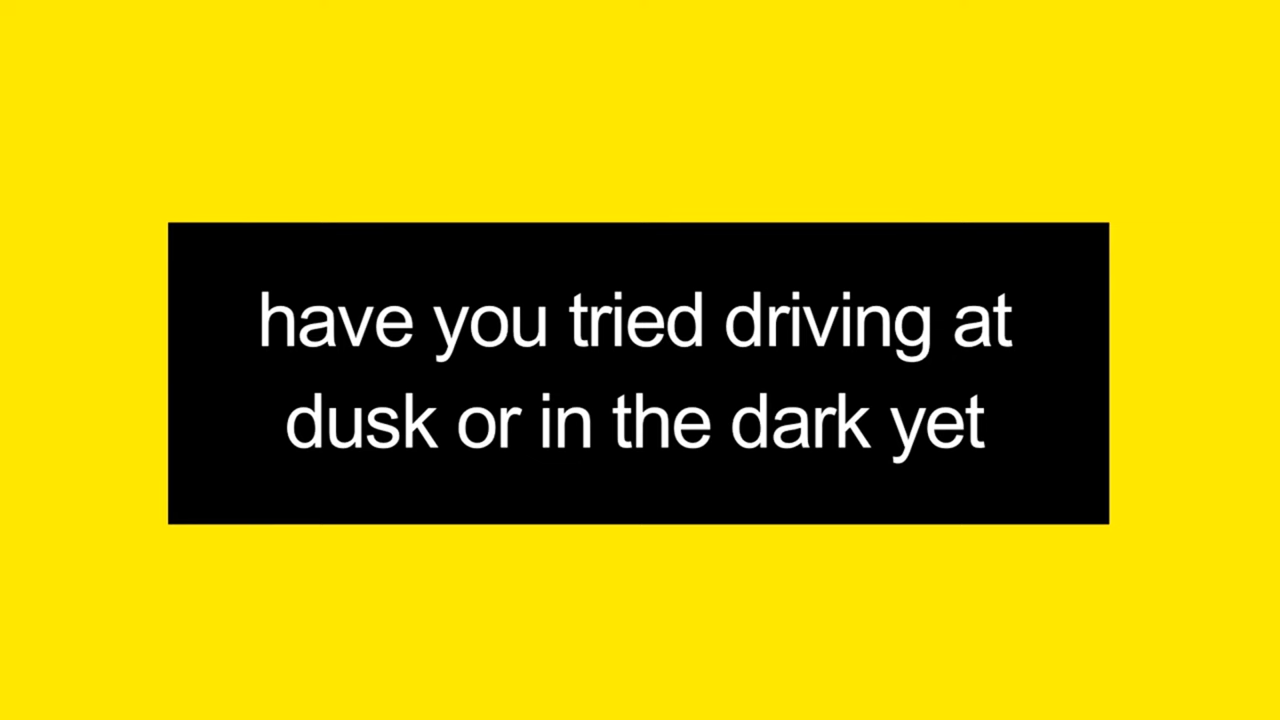 have you tried driving at
dusk or in the dark yet